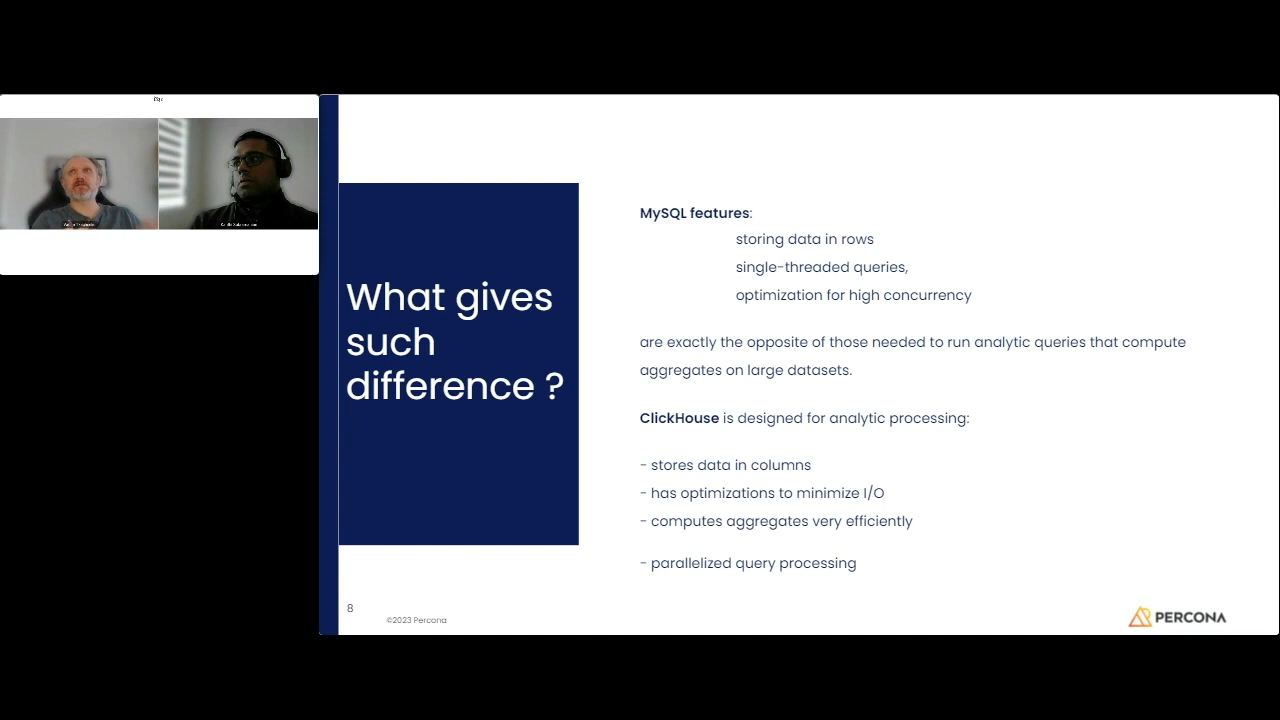 What gives
such
difference ?
MySQL features:
storing data in rows
single-threaded queries,
optimization for high concurrency
are exactly the opposite of those needed to run analytic queries that compute
aggregates on large datasets.
ClickHouse is designed for analytic processing:
- stores data in columns
- has optimizations to minimize I/O
- computes aggregates very efficiently
- parallelized query processing
8
©2023 Percona
PERCONA